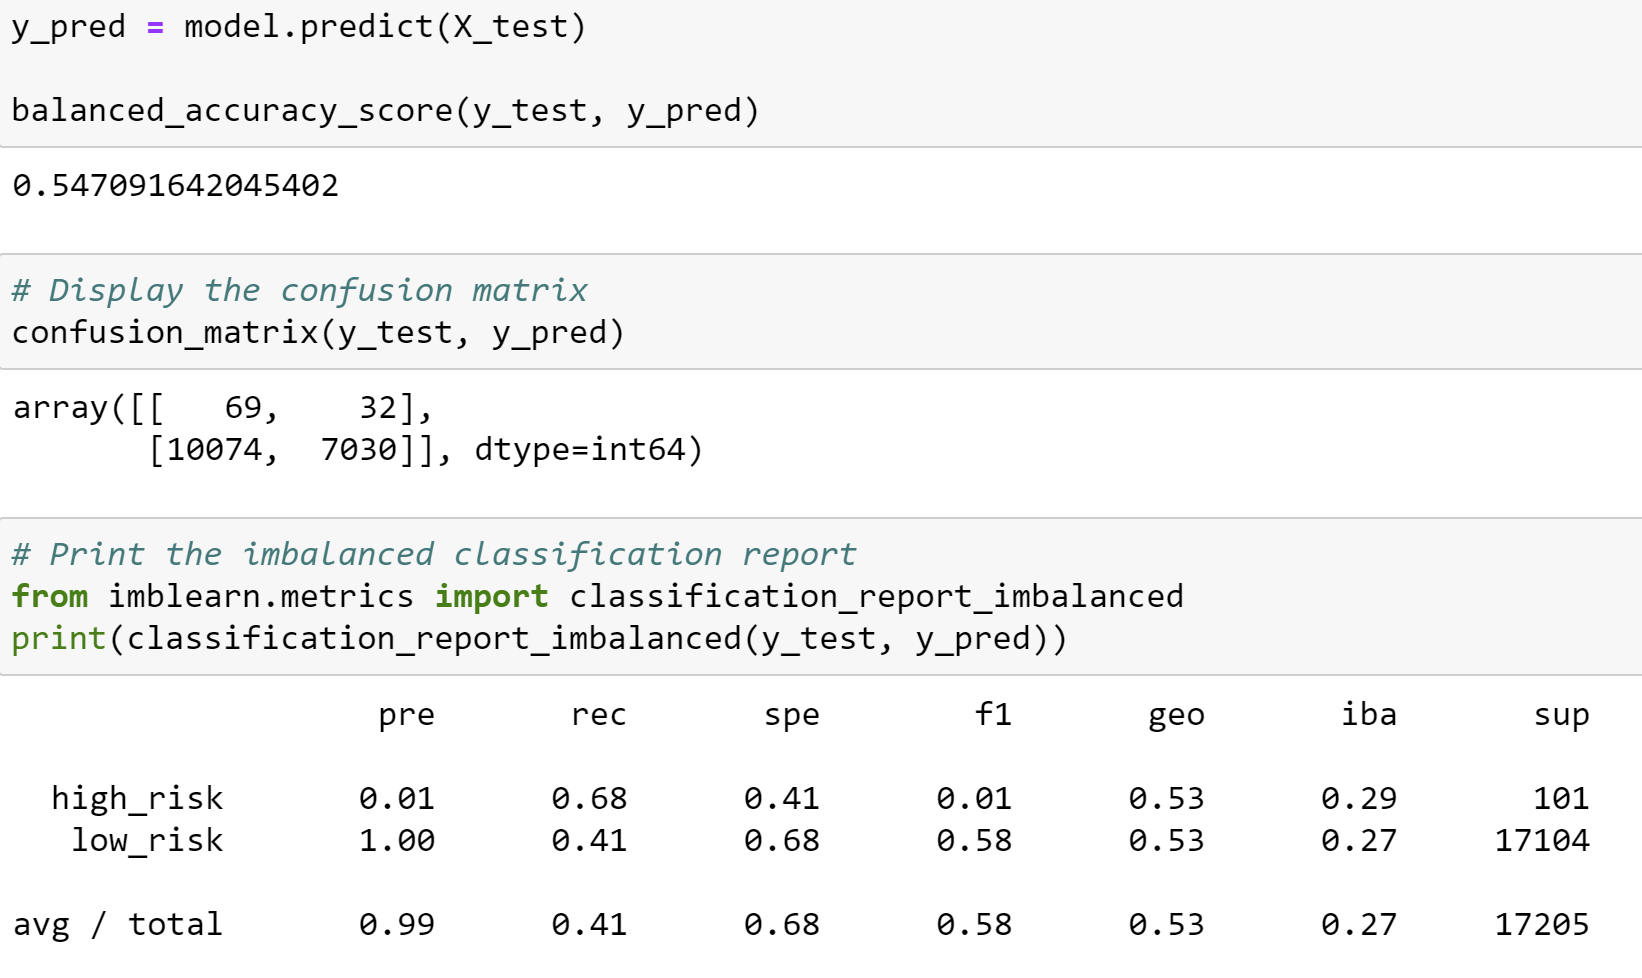 y_pred = model.predict(X_test)
balanced_accuracy_score(y_test, y_pred)
0.547091642045402
# Display the confusion matrix
confusion_matrix(y_test, y_pred)
array([[   69,    32],
       [10074,  7030]], dtype=int64)
# Print the imbalanced classification report
from imblearn.metrics import classification_report_imbalanced
print(classification_report_imbalanced(y_test, y_pred))
pre rec spe f1 geo iba sup
high_risk 0.01 0.68 0.41 0.01 0.53 0.29 101
low_risk 1.00 0.41 0.68 0.58 0.53 0.27 17104
avg / total 0.99 0.41 0.68 0.58 0.53 0.27 17205